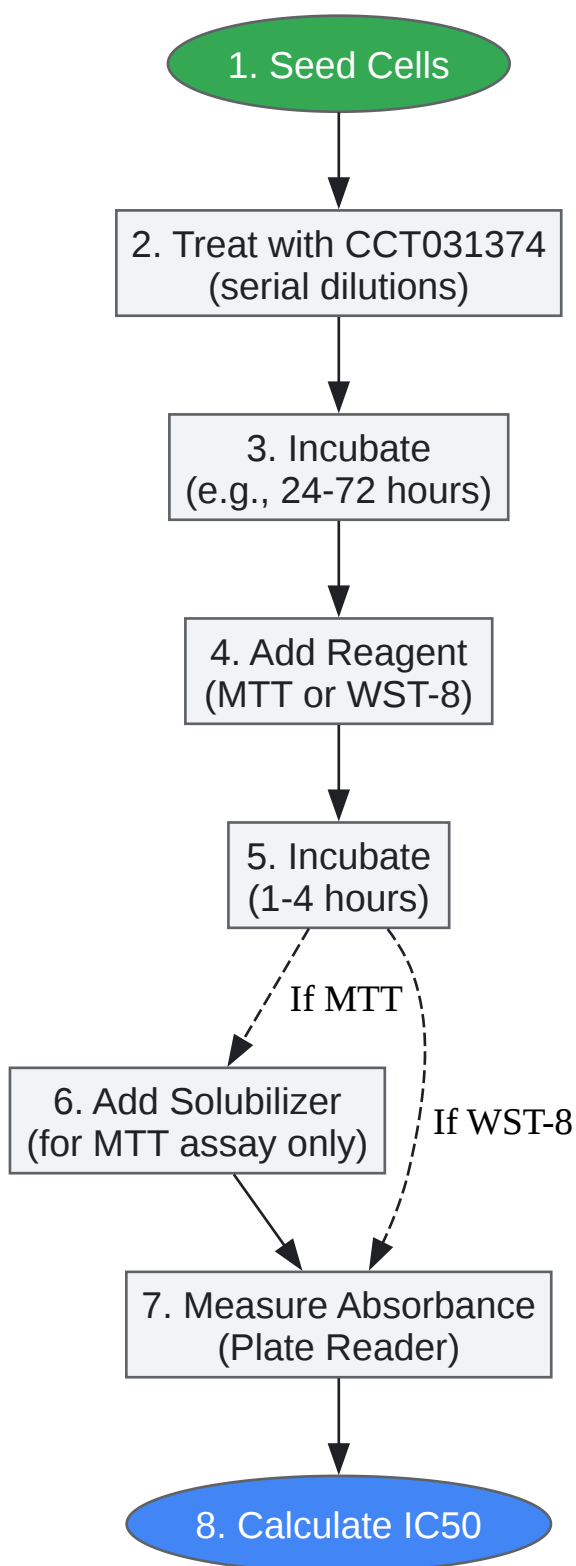 1. Seed Cells
2. Treat with CCT031374
(serial dilutions)
3. Incubate
(e.g., 24-72 hours)
4. Add Reagent
(MTT or WST-8)
5. Incubate
(1-4 hours)
If MTT
6. Add Solubilizer
(for MTT assay only)
If WST-8
7. Measure Absorbance
(Plate Reader)
8. Calculate IC50